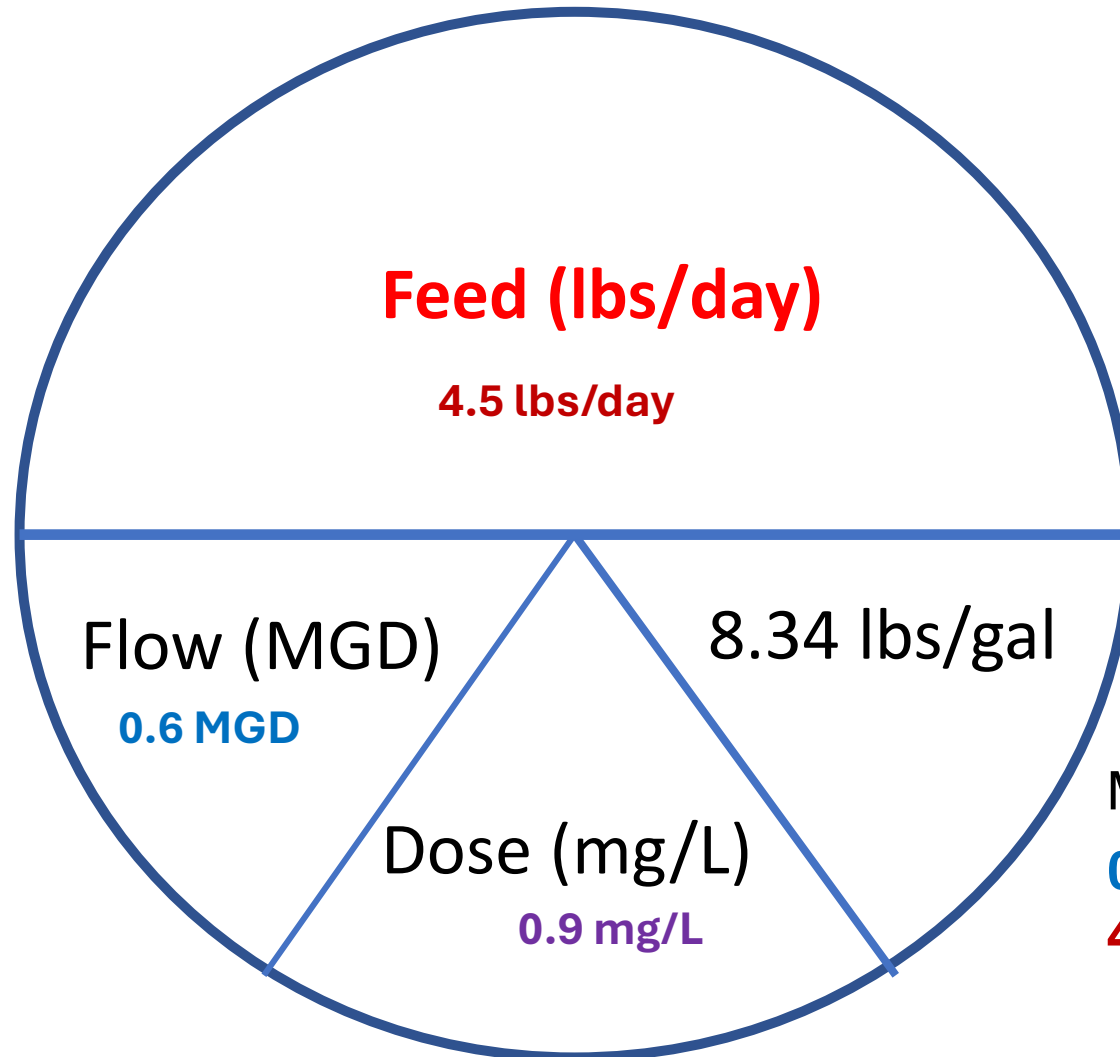 Feed (lbs/day)
4.5 lbs/day
Flow (MGD)
8.34 lbs/gal
0.6 MGD
Dose (mg/L)
0.9 mg/L